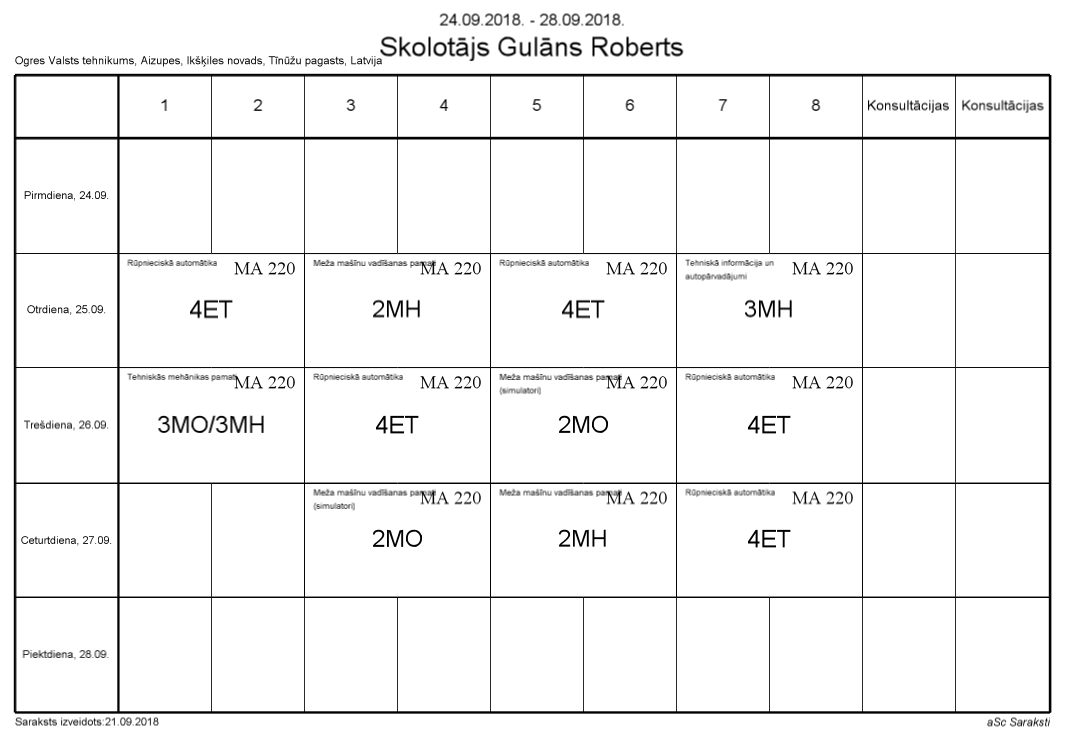 24.09.2018. - 28.09.2018.
Skolotājs Gulāns Roberts
Ogres Valsts tehnikums, Aizupes, Ikšķiles novads, Tīnūžu pagasts, Latvija
1 2 3 4 5 6 7 8 Konsultācijas Konsultācijas
Pirmdiena, 24.09.
Otrdiena, 25.09.
Rūpnieciskā automātika MA 220
4ET
Meža mašīnu vadīšanas pamati MA 220
2MH
Rūpnieciskā automātika MA 220
4ET
Tehniskā informācija un MA 220
autopārvadājumi
3MH
Trešdiena, 26.09.
Tehniskās mehānikas pamati MA 220
3MO/3MH
Rūpnieciskā automātika MA 220
4ET
Meža mašīnu vadīšanas pamati MA 220
(simulatori)
2MO
Rūpnieciskā automātika MA 220
4ET
Ceturtdiena, 27.09.
Meža mašīnu vadīšanas pamati MA 220
(simulatori)
2MO
Meža mašīnu vadīšanas pamati MA 220
2MH
Rūpnieciskā automātika MA 220
4ET
Piektdiena, 28.09.
Saraksts izveidots:21.09.2018
aSc Saraksti